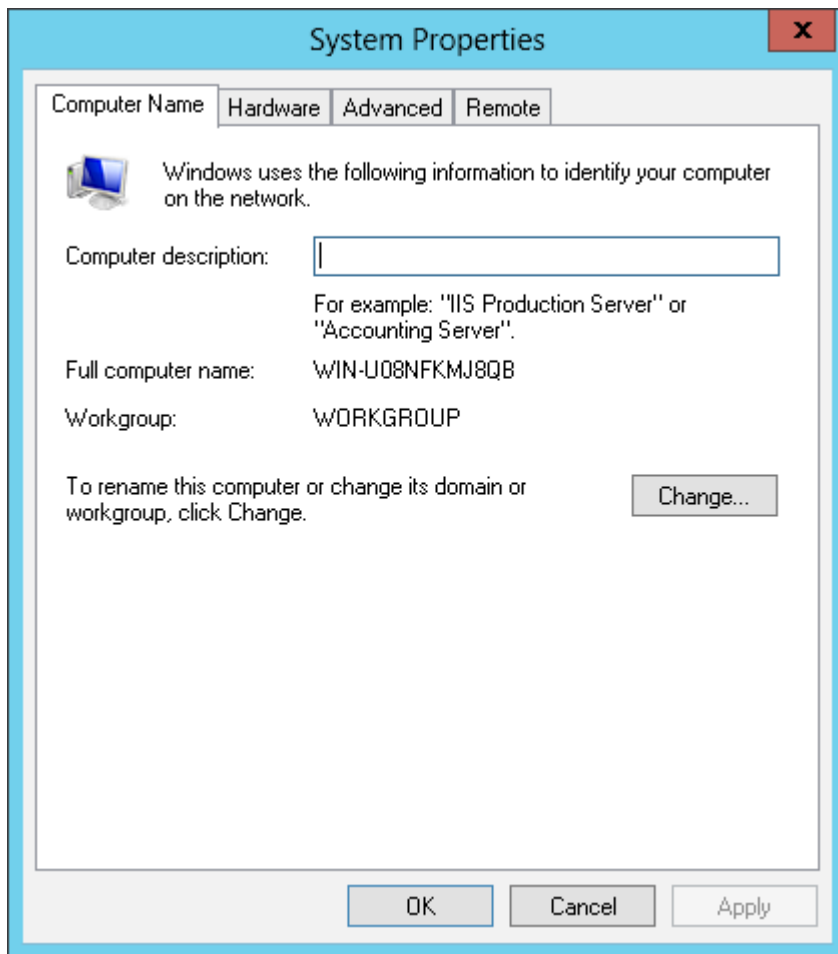 System Properties
x
Computer Name
Hardware
Advanced
Remote
Windows uses the following information to identify your computer
on the network.
Computer description:
For example: "IIS Production Server" or
"Accounting Server".
Full computer name: WIN-U08NFKMJ8QB
Workgroup: WORKGROUP
To rename this computer or change its domain or
workgroup, click Change.
Change...
OK
Cancel
Apply